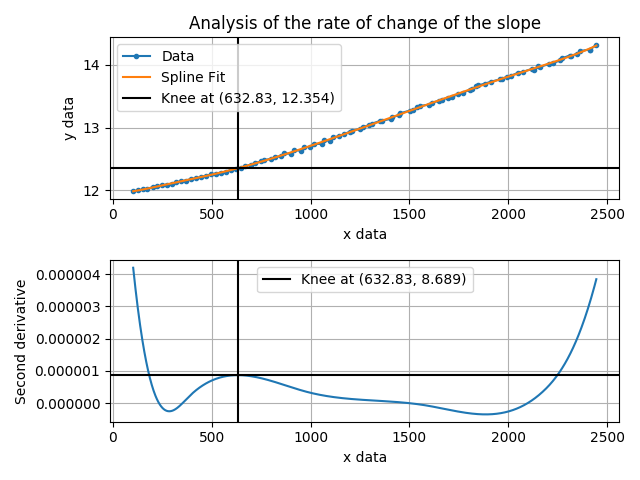 Analysis of the rate of change of the slope
Data
Spline Fit
Knee at (632.83, 12.354)
y data
14
13
12
0 500 1000 1500 2000 2500
x data
Knee at (632.83, 8.689)
Second derivative
0.000004
0.000003
0.000002
0.000001
0.000000
0 500 1000 1500 2000 2500
x data